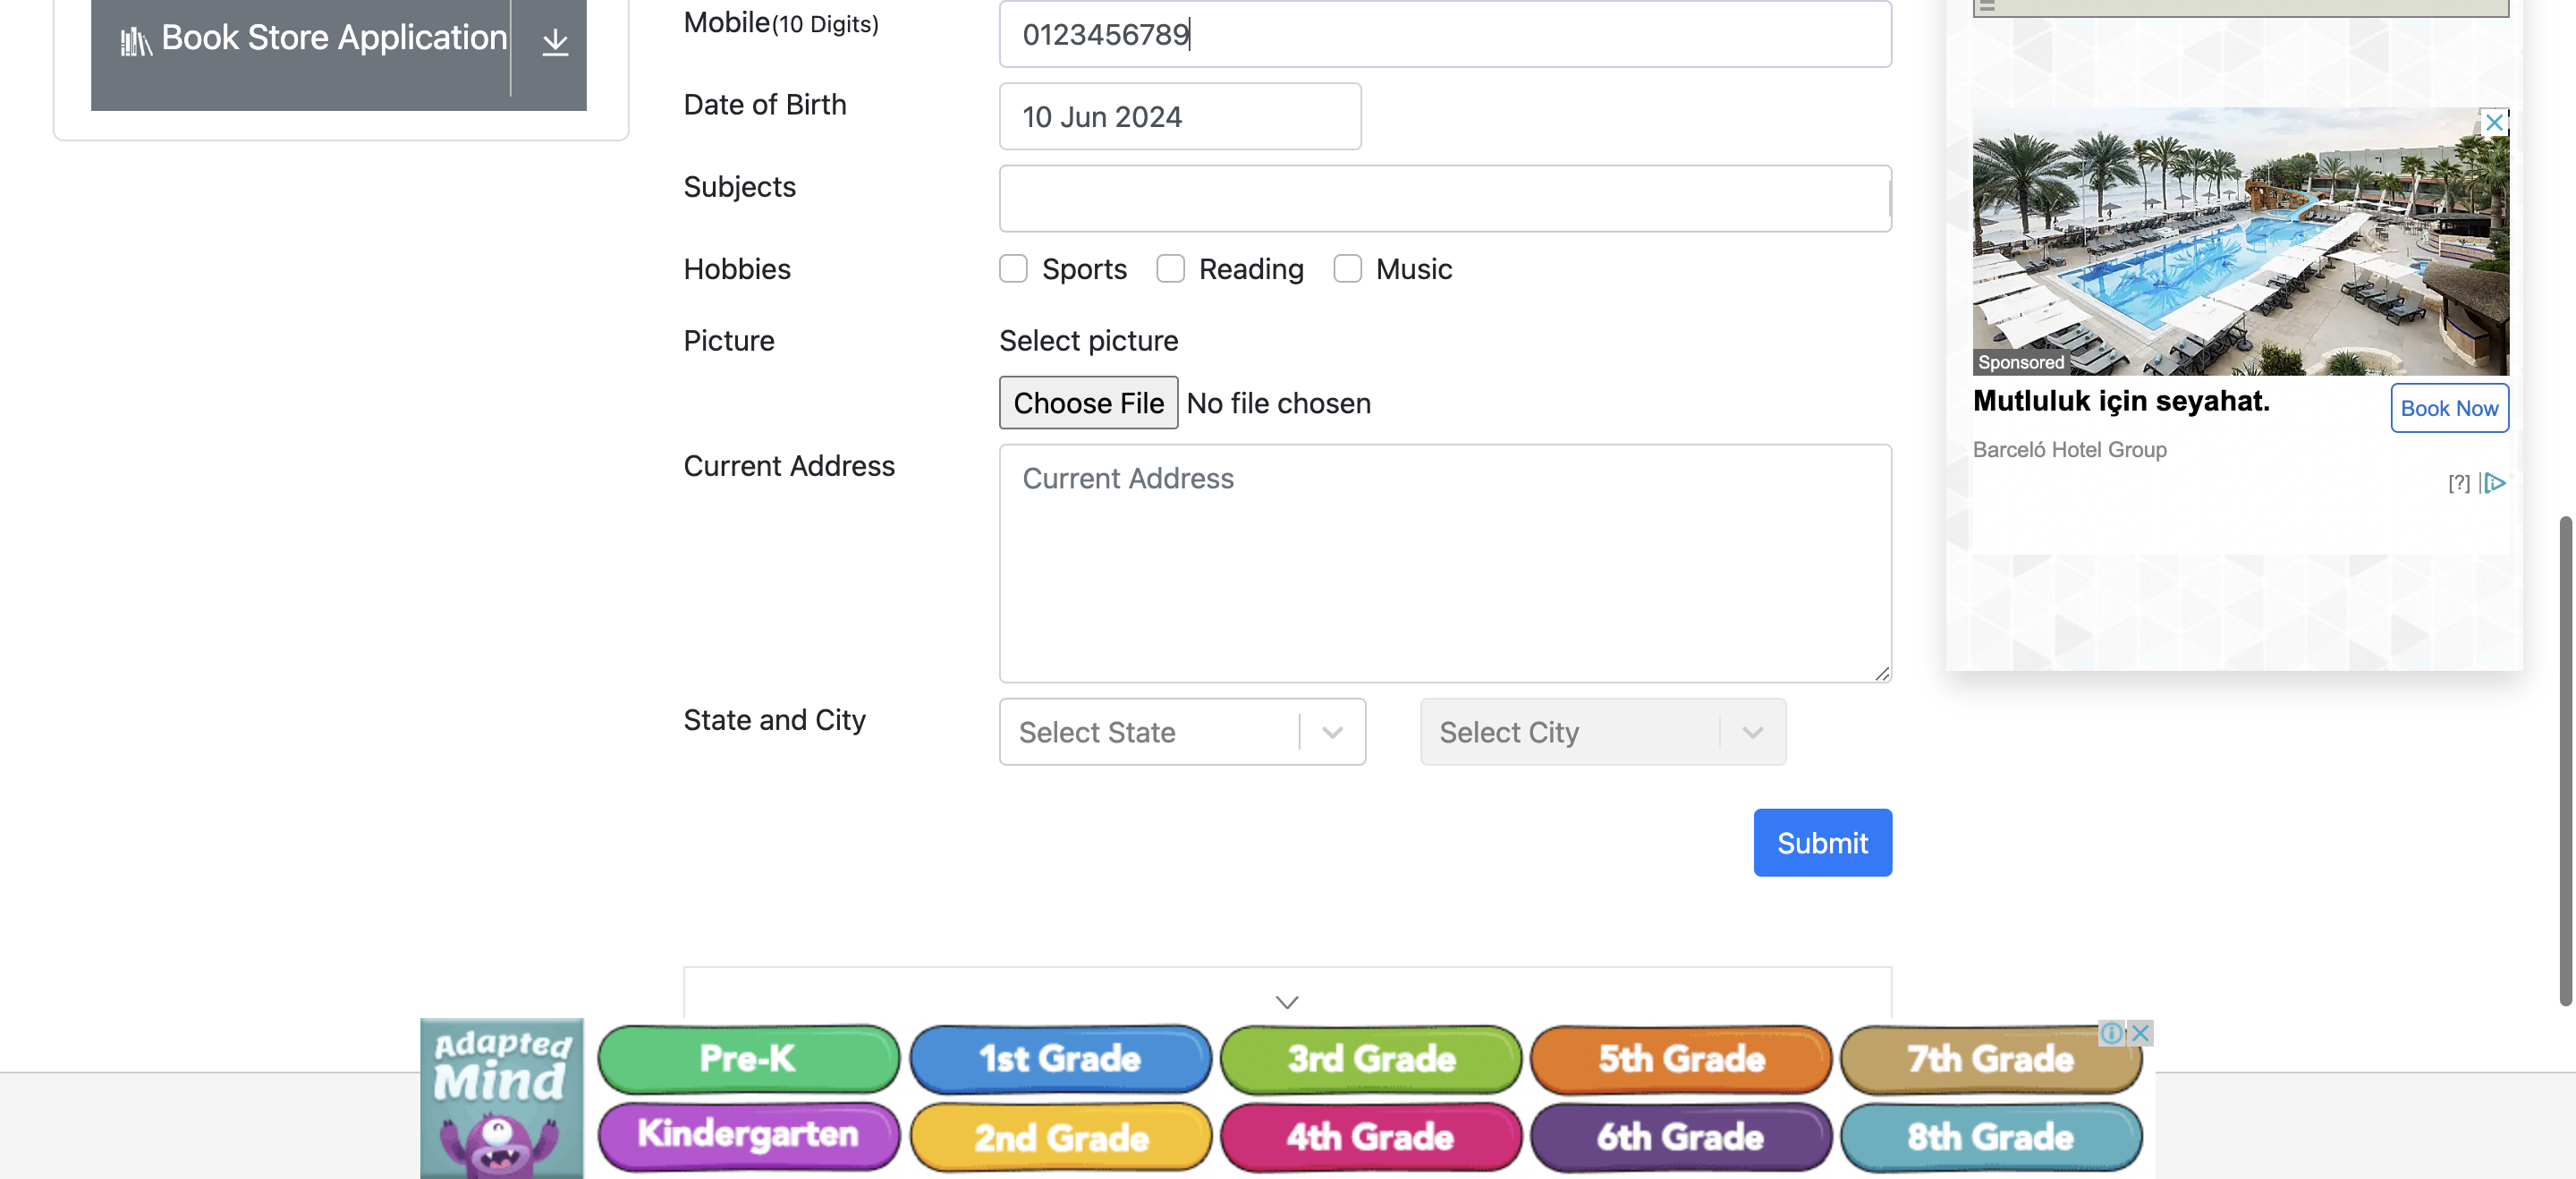 Book Store Application
Mobile(10 Digits)
0123456789
Date of Birth
10 Jun 2024
Subjects
Hobbies
Sports
Reading
Music
Picture
Select picture
Choose File
No file chosen
Current Address
Current Address
State and City
Select State
Select City
Submit
Sponsored
Mutluluk için seyahat.
Book Now
Barceló Hotel Group
[?]
Adapted
Mind
Pre-K
1st Grade
3rd Grade
5th Grade
7th Grade
Kindergarten
2nd Grade
4th Grade
6th Grade
8th Grade